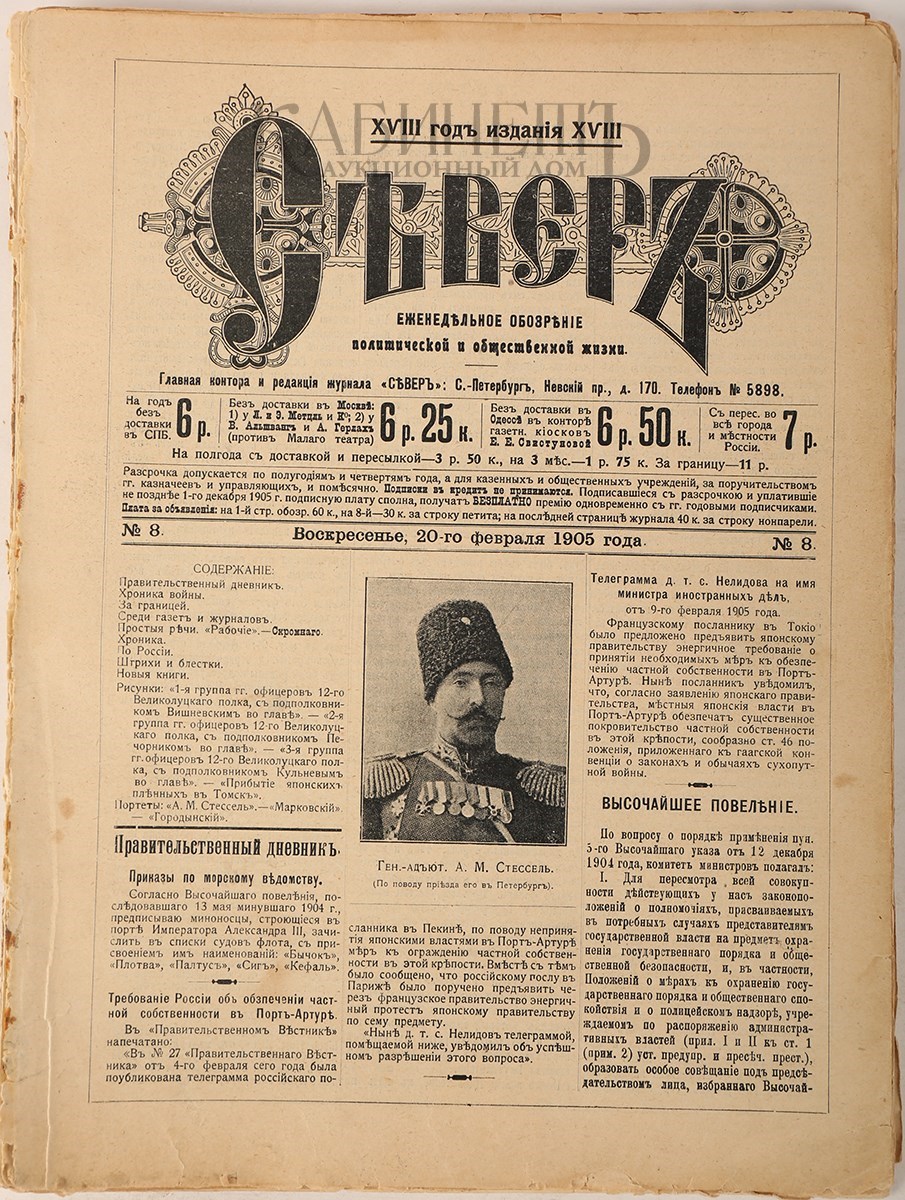 КАБИНЕТЪ
АУКЦИОННЫЙ ДОМ
XVIII годъ изданія XVIII
СѢВЕРЪ
ЕЖЕНЕДѢЛЬНОЕ ОБОЗРѢНІЕ
политической и общественной жизни.
Главная контора и редакція журнала «СѢВЕРЪ»: С.-Петербургъ, Невскій пр., д. 170. Телефонъ № 5898.
На годъ
безъ
доставки
въ СПБ.
6 р.
Безъ доставки въ Москвѣ:
1) у Л. и Э. Метцль и К°; 2) у
Б. Альшвангъ и А. Герлахъ
(противъ Малаго театра)
6 р. 25 к.
Безъ доставки въ
Одессѣ въ конторѣ
газетн. кіосковъ
Е. Е. Свистуновой
6 р. 50 к.
Съ перес. во
всѣ города
и мѣстности
Россіи.
7 р.
На полгода съ доставкой и пересылкой—3 р. 50 к., на 3 мѣс.—1 р. 75 к. За границу—11 р.
Разсрочка допускается по полугодіямъ и четвертямъ года, а для казенныхъ и общественныхъ учрежденій, за поручительствомъ
гг. казначеевъ и управляющихъ, и помѣсячно. Подписки въ кредитъ не принимаются. Подписавшіеся съ разсрочкою и уплатившіе
не позднѣе 1-го декабря 1905 г. подписную плату сполна, получатъ БЕЗПЛАТНО премію одновременно съ гг. годовыми подписчиками.
Плата за объявленія: на 1-й стр. обозр. 60 к., на 8-й—30 к. за строку петита; на послѣдней страницѣ журнала 40 к. за строку нонпарели.
№ 8.
Воскресенье, 20-го февраля 1905 года.
№ 8.
СОДЕРЖАНІЕ:
Правительственный дневникъ.
Хроника войны.
За границей.
Среди газетъ и журналовъ.
Простыя рѣчи. «Рабочіе».—Скромнаго.
Хроника.
По Россіи.
Штрихи и блестки.
Новыя книги.
Рисунки: «1-я группа гг. офицеровъ 12-го
Великолуцкаго полка, съ подполковни-
комъ Вишневскимъ во главѣ». — «2-я
группа гг. офицеровъ 12-го Великолуц-
каго полка, съ подполковникомъ Пе-
чорникомъ во главѣ». — «3-я группа
гг. офицеровъ 12-го Великолуцкаго пол-
ка, съ подполковникомъ Кульневымъ
во главѣ». — «Прибытіе японскихъ
плѣнныхъ въ Томскъ».
Портреты: «А. М. Стессель».—«Марковскій»
— «Городынскій».
Правительственный дневникъ.
Приказы по морскому вѣдомству.
Согласно Высочайшаго повелѣнія, по-
слѣдовавшаго 13 мая минувшаго 1904 г.,
предписываю миноносцы, строющіеся въ
портѣ Императора Александра III, зачи-
слить въ списки судовъ флота, съ при-
своеніемъ имъ наименованій: «Бычокъ»,
«Плотва», «Палтусъ», «Сигъ», «Кефаль».
Требованіе Россіи объ обезпеченіи част-
ной собственности въ Портъ-Артурѣ.
Въ «Правительственномъ Вѣстникѣ»
напечатано:
«Въ № 27 «Правительственнаго Вѣст-
ника» отъ 4-го февраля сего года была
опубликована телеграмма россійскаго по-
Ген.-адъют. А. М. Стессель.
(По поводу пріѣзда его въ Петербургъ).
сланника въ Пекинѣ, по поводу неприня-
тія японскими властями въ Портъ-Артурѣ
мѣръ къ огражденію частной собствен-
ности въ этой крѣпости. Вмѣстѣ съ тѣмъ
было сообщено, что россійскому послу въ
Парижѣ было поручено предъявить че-
резъ французское правительство энергич-
ный протестъ японскому правительству
по сему предмету.
«Нынѣ д. т. с. Нелидовъ телеграммой,
помѣщаемой ниже, увѣдомилъ объ успѣш-
номъ разрѣшеніи этого вопроса».
Телеграмма д. т. с. Нелидова на имя
министра иностранныхъ дѣлъ,
отъ 9-го февраля 1905 года.
Французскому посланнику въ Токіо
было предложено предъявить японскому
правительству энергичное требованіе о
принятіи необходимыхъ мѣръ къ обезпе-
ченію частной собственности въ Портъ-
Артурѣ. Нынѣ посланникъ увѣдомилъ,
что, согласно заявленію японскаго прави-
тельства, мѣстныя японскія власти въ
Портъ-Артурѣ обезпечатъ существенное
покровительство частной собственности
въ этой крѣпости, сообразно ст. 46 по-
ложенія, приложеннаго къ гаагской кон-
венціи о законахъ и обычаяхъ сухопут-
ной войны.
ВЫСОЧАЙШЕЕ ПОВЕЛѢНІЕ.
По вопросу о порядкѣ примѣненія пун.
5-го Высочайшаго указа отъ 12 декабря
1904 года, комитетъ министровъ полагалъ:
I. Для пересмотра всей совокуп-
ности дѣйствующихъ у насъ законопо-
ложеній о полномочіяхъ, присваиваемыхъ
въ потребныхъ случаяхъ представителямъ
государственной власти на предметъ охра-
ненія государственнаго порядка и обще-
ственной безопасности, и, въ частности,
Положеній о мѣрахъ къ охраненію госу-
дарственнаго порядка и общественнаго спо-
койствія и о полицейскомъ надзорѣ, учре-
ждаемомъ по распоряженію администра-
тивныхъ властей (прил. I и II къ ст. 1
(прим. 2) уст. предупр. и пресѣч. прест.),
образовать особое совѣщаніе подъ предсѣ-
дательствомъ лица, избраннаго Высочай-